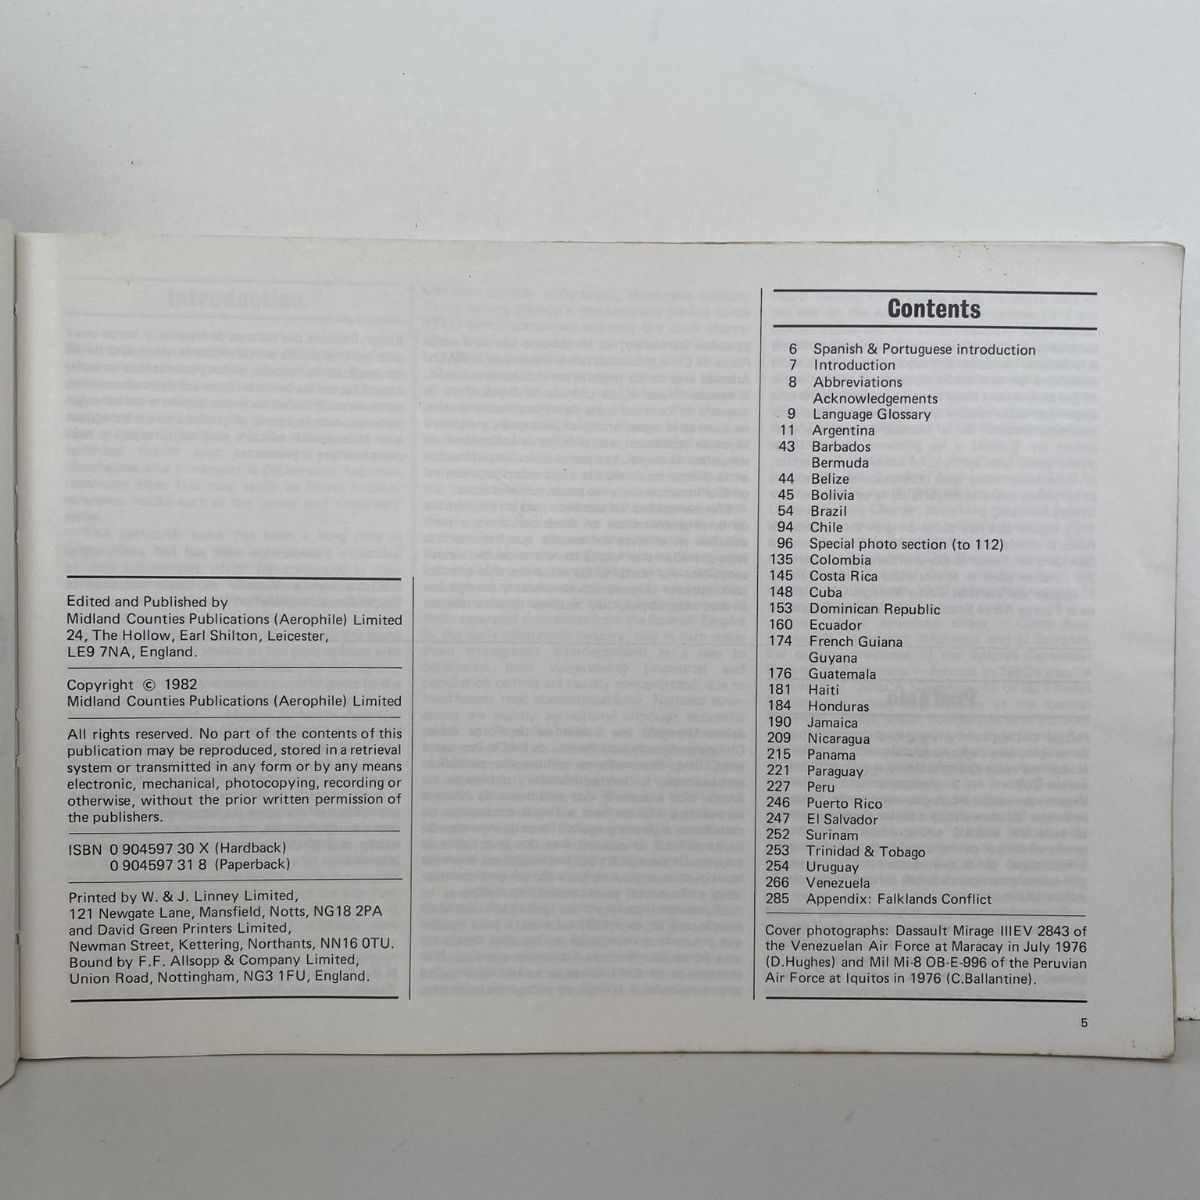 Edited and Published by
Midland Counties Publications (Aerophile) Limited
24, The Hollow, Earl Shilton, Leicester,
LE9 7NA, England.
Copyright © 1982
Midland Counties Publications (Aerophile) Limited
All rights reserved. No part of the contents of this
publication may be reproduced, stored in a retrieval
system or transmitted in any form or by any means
electronic, mechanical, photocopying, recording or
otherwise, without the prior written permission of
the publishers.
ISBN 0 904597 30 X (Hardback)
0 904597 31 8 (Paperback)
Printed by W. & J. Linney Limited,
121 Newgate Lane, Mansfield, Notts, NG18 2PA
and David Green Printers Limited,
Newman Street, Kettering, Northants, NN16 0TU.
Bound by F.F. Allsopp & Company Limited,
Union Road, Nottingham, NG3 1FU, England.
Contents
6 Spanish & Portuguese introduction
7 Introduction
8 Abbreviations
Acknowledgements
9 Language Glossary
11 Argentina
43 Barbados
Bermuda
44 Belize
45 Bolivia
54 Brazil
94 Chile
96 Special photo section (to 112)
135 Colombia
145 Costa Rica
148 Cuba
153 Dominican Republic
160 Ecuador
174 French Guiana
Guyana
176 Guatemala
181 Haiti
184 Honduras
190 Jamaica
209 Nicaragua
215 Panama
221 Paraguay
227 Peru
246 Puerto Rico
247 El Salvador
252 Surinam
253 Trinidad & Tobago
254 Uruguay
266 Venezuela
285 Appendix: Falklands Conflict
Cover photographs: Dassault Mirage IIIEV 2843 of
the Venezuelan Air Force at Maracay in July 1976
(D.Hughes) and Mil Mi-8 OB-E-996 of the Peruvian
Air Force at Iquitos in 1976 (C.Ballantine).
5